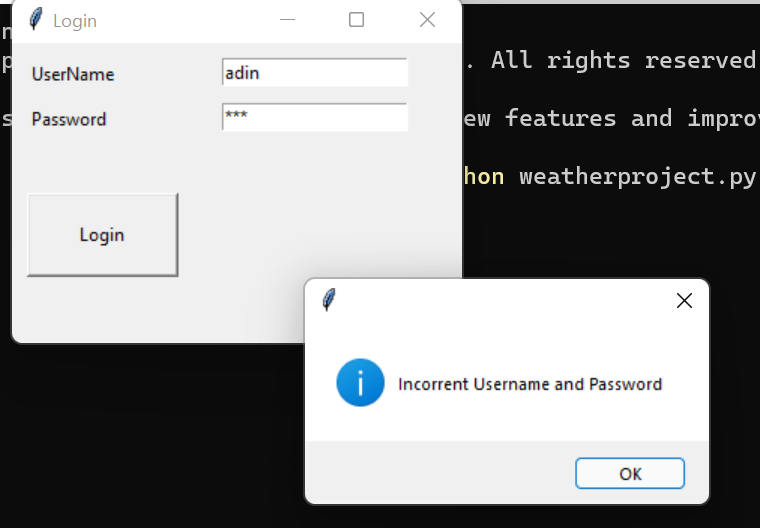 Login
UserName adin
. All rights reserved
Password ***
ew features and improv
hon weatherproject.py
Login
Incorrent Username and Password
OK